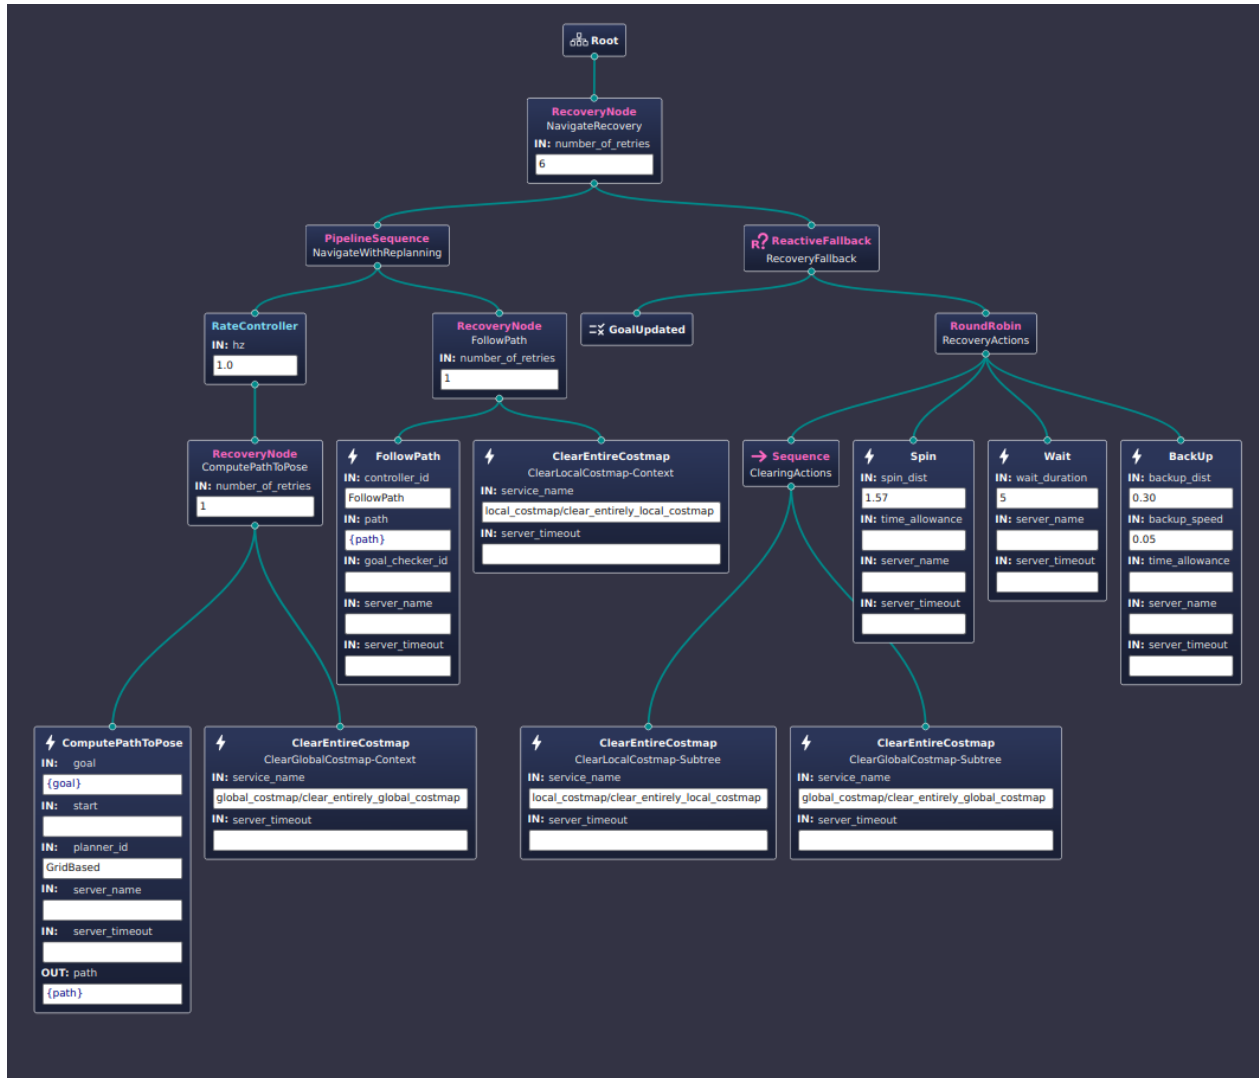 Root
RecoveryNode
NavigateRecovery
IN: number_of_retries
6
PipelineSequence
NavigateWithReplanning
R? ReactiveFallback
RecoveryFallback
RateController
IN: hz
1.0
RecoveryNode
FollowPath
IN: number_of_retries
1
GoalUpdated
RoundRobin
RecoveryActions
RecoveryNode
ComputePathToPose
IN: number_of_retries
1
FollowPath
IN: controller_id
FollowPath
IN: path
{path}
IN: goal_checker_id
IN: server_name
IN: server_timeout
ClearEntireCostmap
ClearLocalCostmap-Context
IN: service_name
local_costmap/clear_entirely_local_costmap
IN: server_timeout
Sequence
ClearingActions
Spin
IN: spin_dist
1.57
IN: time_allowance
IN: server_name
IN: server_timeout
Wait
IN: wait_duration
5
IN: server_name
IN: server_timeout
BackUp
IN: backup_dist
0.30
IN: backup_speed
0.05
IN: time_allowance
IN: server_name
IN: server_timeout
ComputePathToPose
IN: goal
{goal}
IN: start
IN: planner_id
GridBased
IN: server_name
IN: server_timeout
OUT: path
{path}
ClearEntireCostmap
ClearGlobalCostmap-Context
IN: service_name
global_costmap/clear_entirely_global_costmap
IN: server_timeout
ClearEntireCostmap
ClearLocalCostmap-Subtree
IN: service_name
local_costmap/clear_entirely_local_costmap
IN: server_timeout
ClearEntireCostmap
ClearGlobalCostmap-Subtree
IN: service_name
global_costmap/clear_entirely_global_costmap
IN: server_timeout